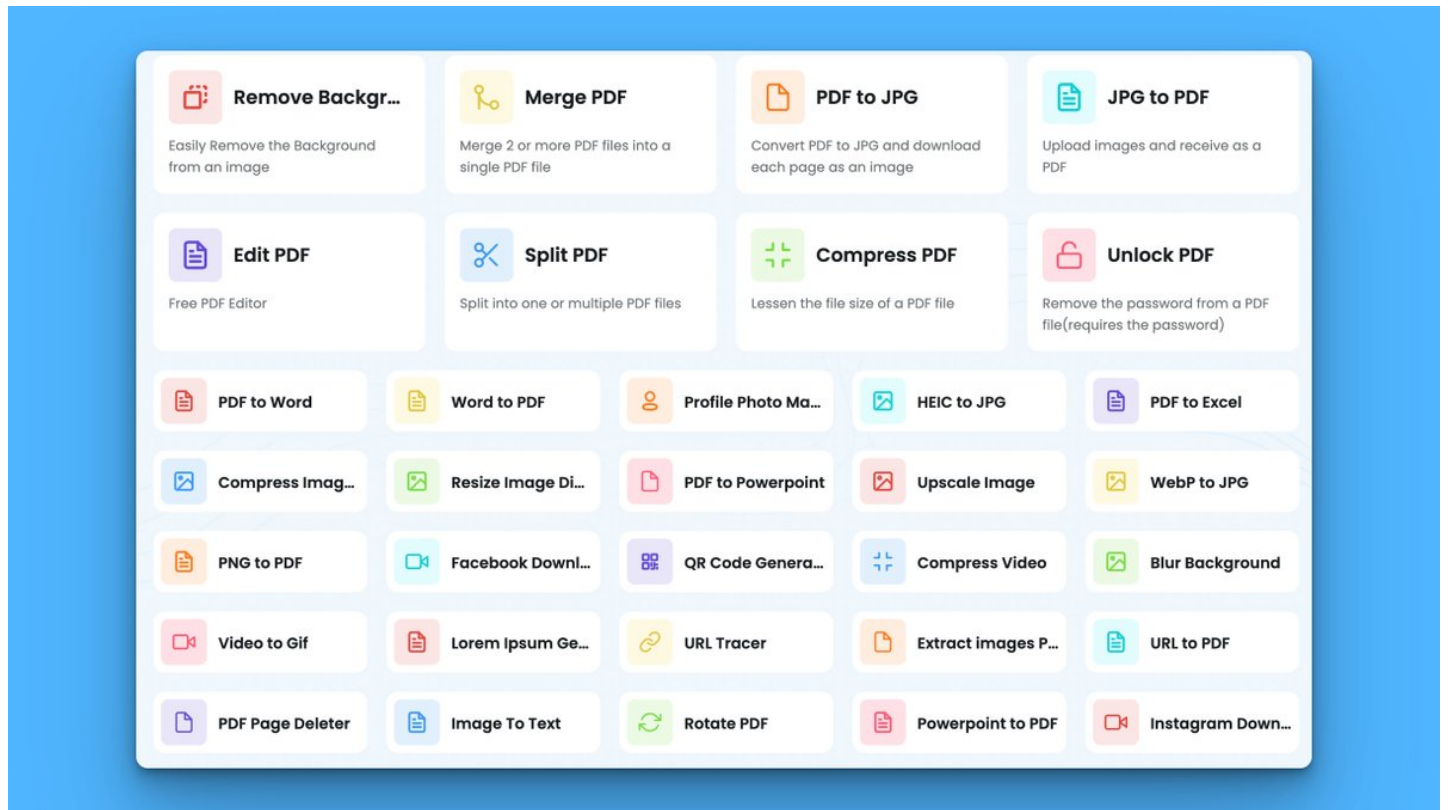 Remove Backgr...
Easily Remove the Background
from an image
Merge PDF
Merge 2 or more PDF files into a
single PDF file
PDF to JPG
Convert PDF to JPG and download
each page as an image
JPG to PDF
Upload images and receive as a
PDF
Edit PDF
Free PDF Editor
Split PDF
Split into one or multiple PDF files
Compress PDF
Lessen the file size of a PDF file
Unlock PDF
Remove the password from a PDF
file(requires the password)
PDF to Word
Word to PDF
Profile Photo Ma...
HEIC to JPG
PDF to Excel
Compress Imag...
Resize Image Di...
PDF to Powerpoint
Upscale Image
WebP to JPG
PNG to PDF
Facebook Downl...
QR Code Genera...
Compress Video
Blur Background
Video to Gif
Lorem Ipsum Ge...
URL Tracer
Extract images P...
URL to PDF
PDF Page Deleter
Image To Text
Rotate PDF
Powerpoint to PDF
Instagram Down...